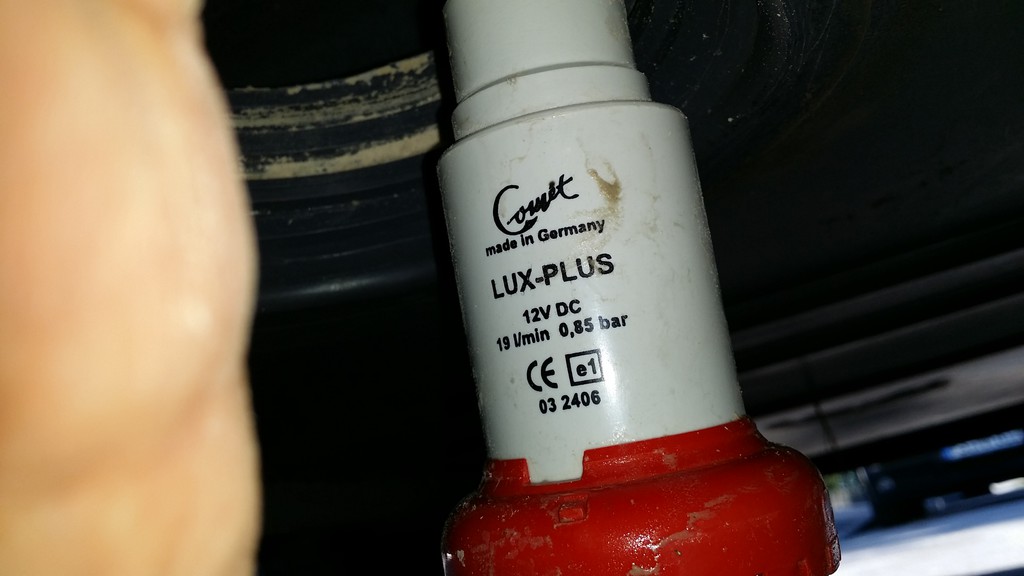 Comet
made in Germany
LUX-PLUS
12V DC
19 l/min 0,85 bar
CE e1
03 2406